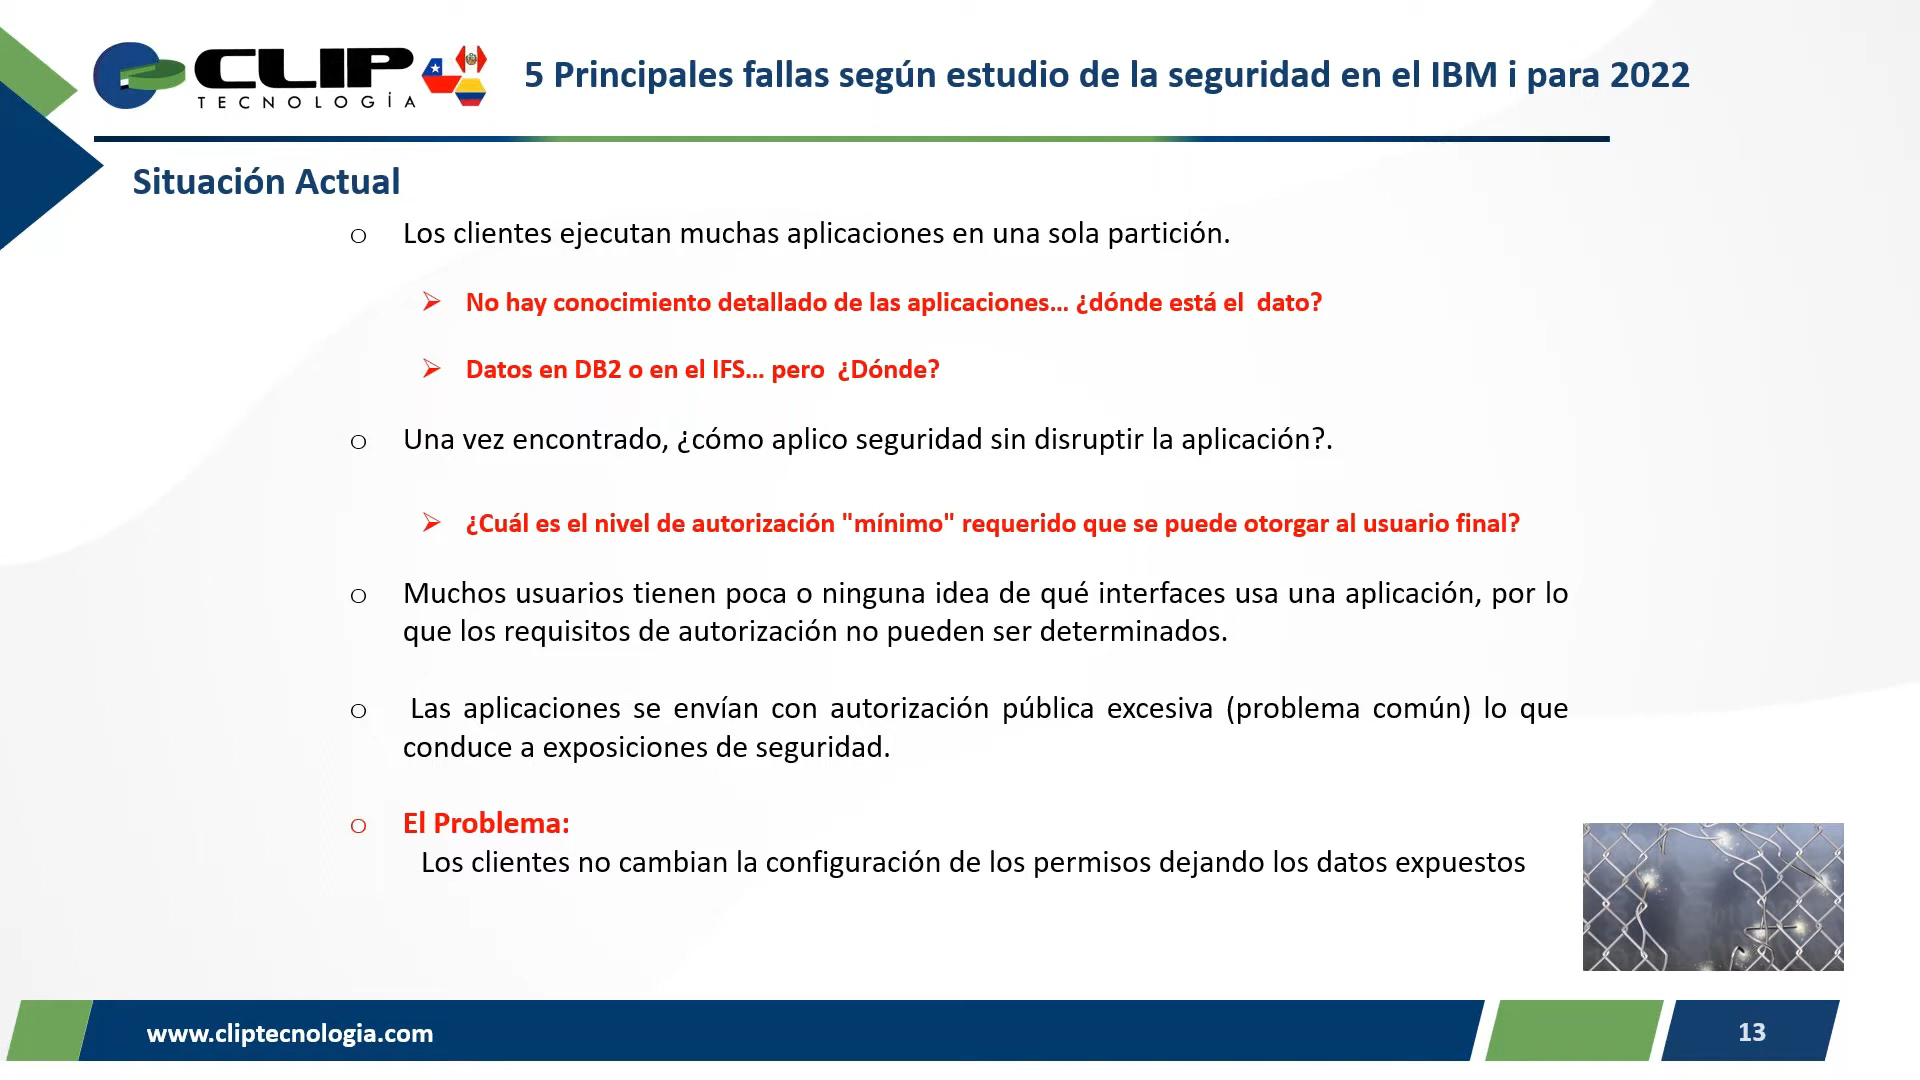 CLIP
TECNOLOGÍA
5 Principales fallas según estudio de la seguridad en el IBM i para 2022
Situación Actual
o Los clientes ejecutan muchas aplicaciones en una sola partición.
➢ No hay conocimiento detallado de las aplicaciones... ¿dónde está el  dato?
➢ Datos en DB2 o en el IFS... pero  ¿Dónde?
o Una vez encontrado, ¿cómo aplico seguridad sin disruptir la aplicación?.
➢ ¿Cuál es el nivel de autorización "mínimo" requerido que se puede otorgar al usuario final?
o Muchos usuarios tienen poca o ninguna idea de qué interfaces usa una aplicación, por lo
que los requisitos de autorización no pueden ser determinados.
o Las aplicaciones se envían con autorización pública excesiva (problema común) lo que
conduce a exposiciones de seguridad.
o El Problema:
Los clientes no cambian la configuración de los permisos dejando los datos expuestos
www.cliptecnologia.com
13